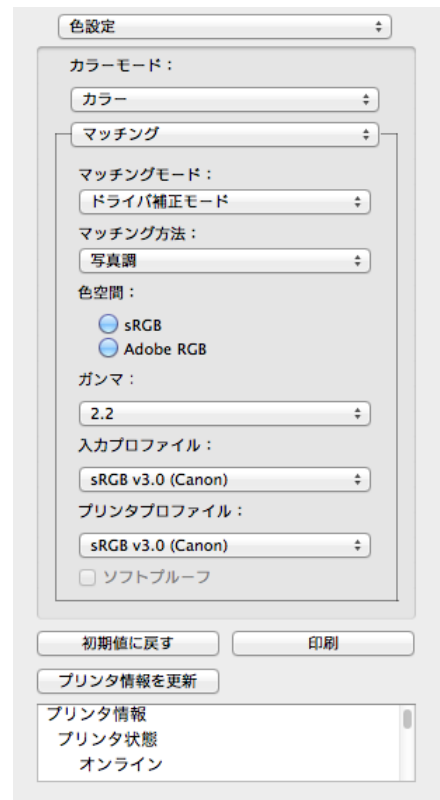 色設定
カラーモード：
カラー
マッチング
マッチングモード：
ドライバ補正モード
マッチング方法：
写真調
色空間：
sRGB
Adobe RGB
ガンマ：
2.2
入力プロファイル：
sRGB v3.0 (Canon)
プリンタプロファイル：
sRGB v3.0 (Canon)
ソフトプルーフ
初期値に戻す 印刷
プリンタ情報を更新
プリンタ情報
プリンタ状態
オンライン